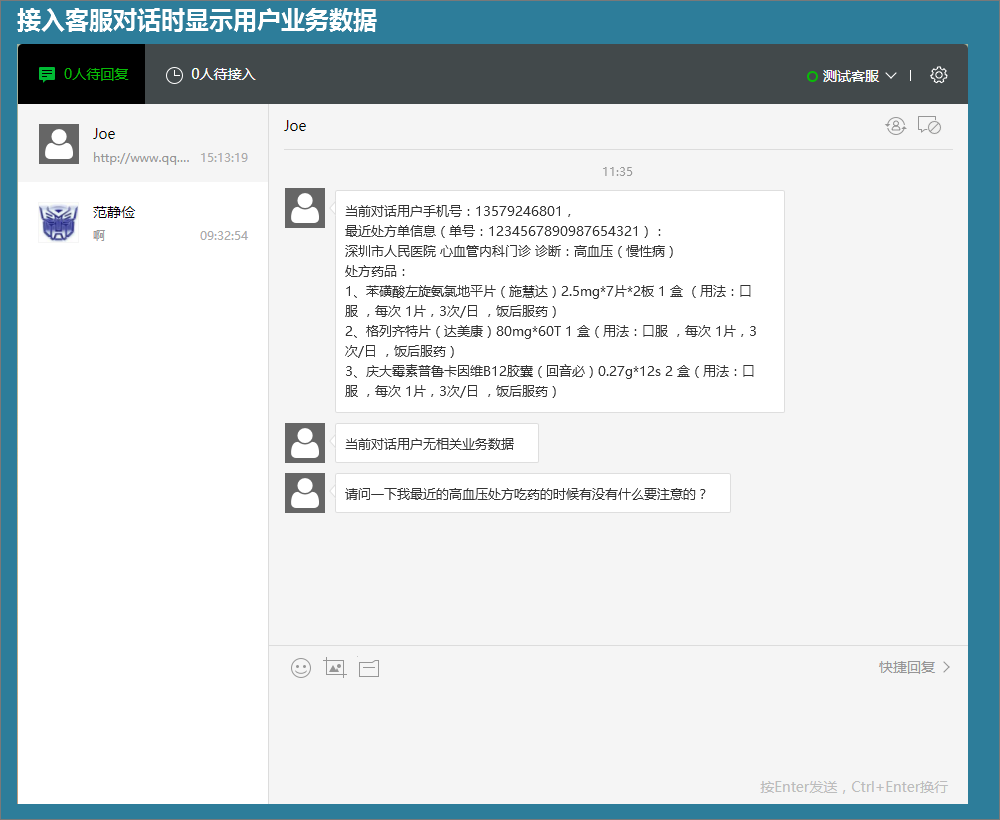 接入客服对话时显示用户业务数据
0人待回复
0人待接入
测试客服
Joe
http://www.qq.... 15:13:19
范静俭
啊 09:32:54
Joe
11:35
当前对话用户手机号：13579246801，
最近处方单信息（单号：1234567890987654321）：
深圳市人民医院 心血管内科门诊 诊断：高血压（慢性病）
处方药品：
1、苯磺酸左旋氨氯地平片（施慧达）2.5mg*7片*2板 1 盒 （用法：口
服 ，每次 1片，3次/日 ，饭后服药）
2、格列齐特片（达美康）80mg*60T 1 盒（用法：口服 ，每次 1片，3
次/日 ，饭后服药）
3、庆大霉素普鲁卡因维B12胶囊（回音必）0.27g*12s 2 盒（用法：口
服 ，每次 1片，3次/日 ，饭后服药）
当前对话用户无相关业务数据
请问一下我最近的高血压处方吃药的时候有没有什么要注意的？
快捷回复
按Enter发送，Ctrl+Enter换行